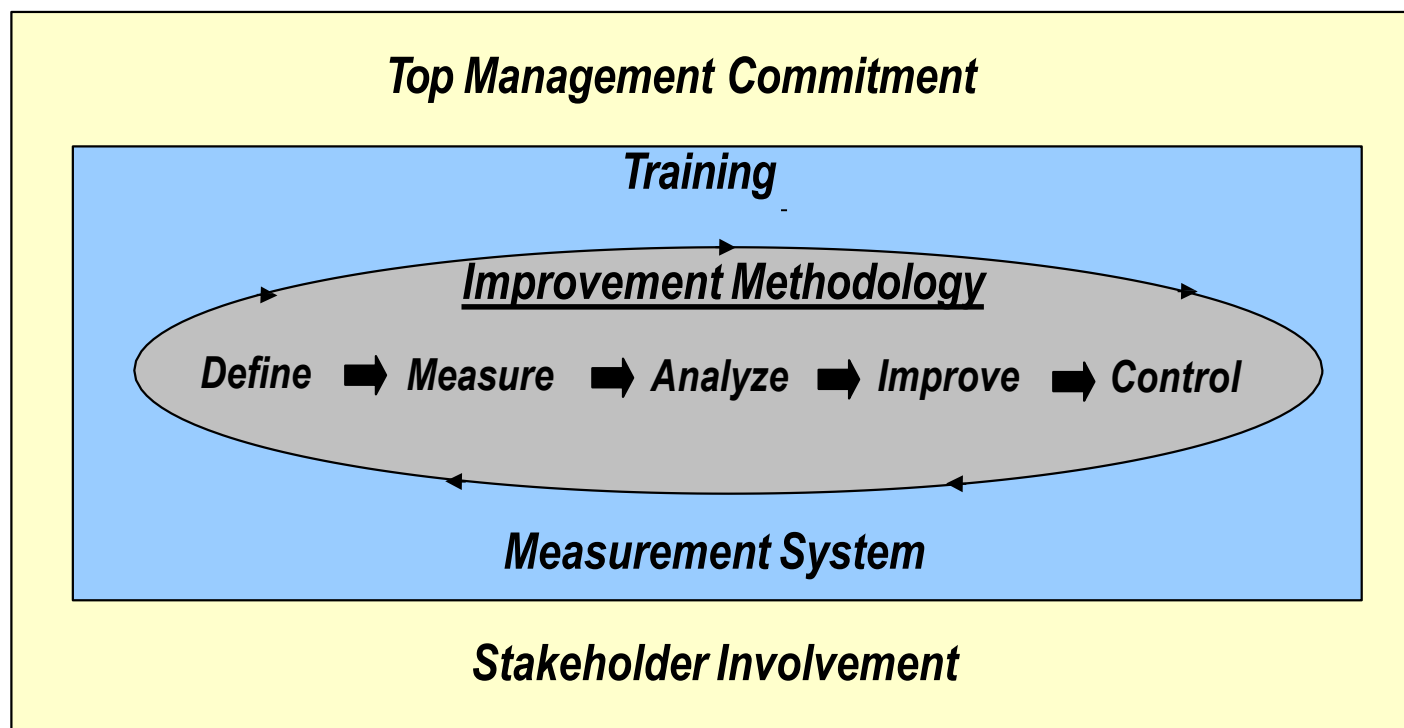 Top Management Commitment
Training
Improvement Methodology
Define Measure Analyze Improve Control
Measurement System
Stakeholder Involvement